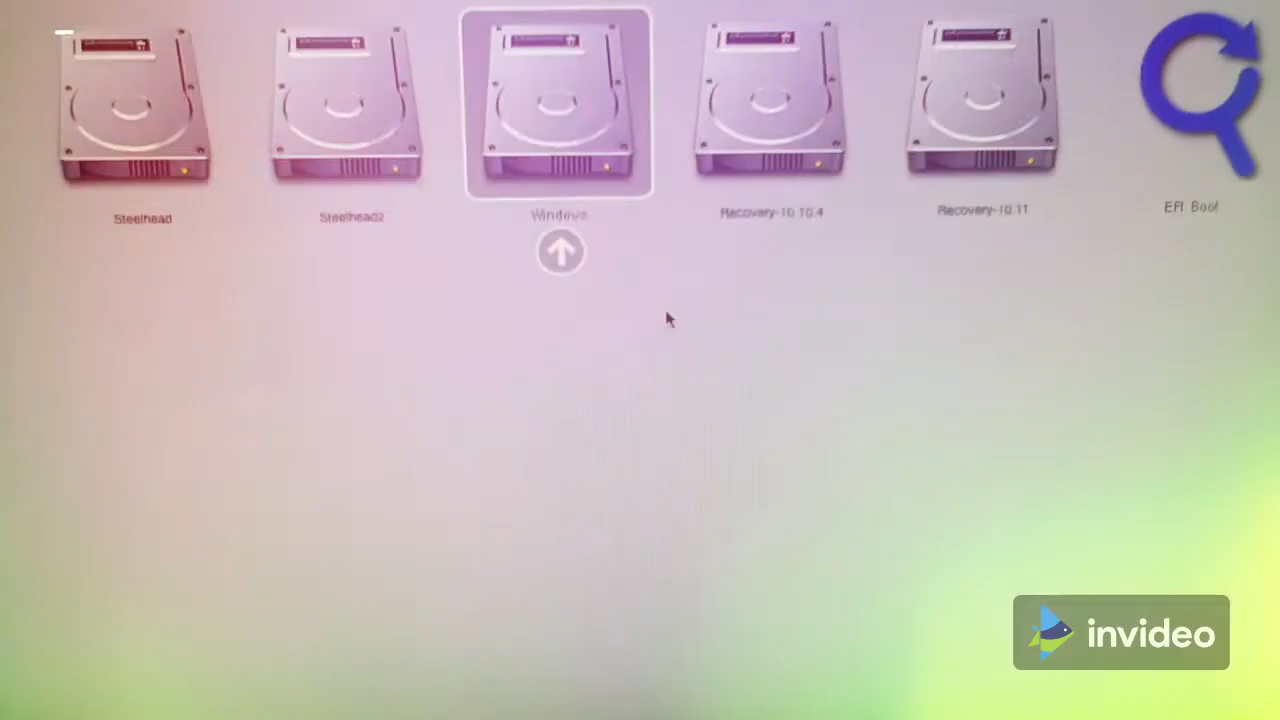 Steelhead
Steelhead2
Windows
Recovery-10.10.4
Recovery-10.11
EFI Boot
invideo